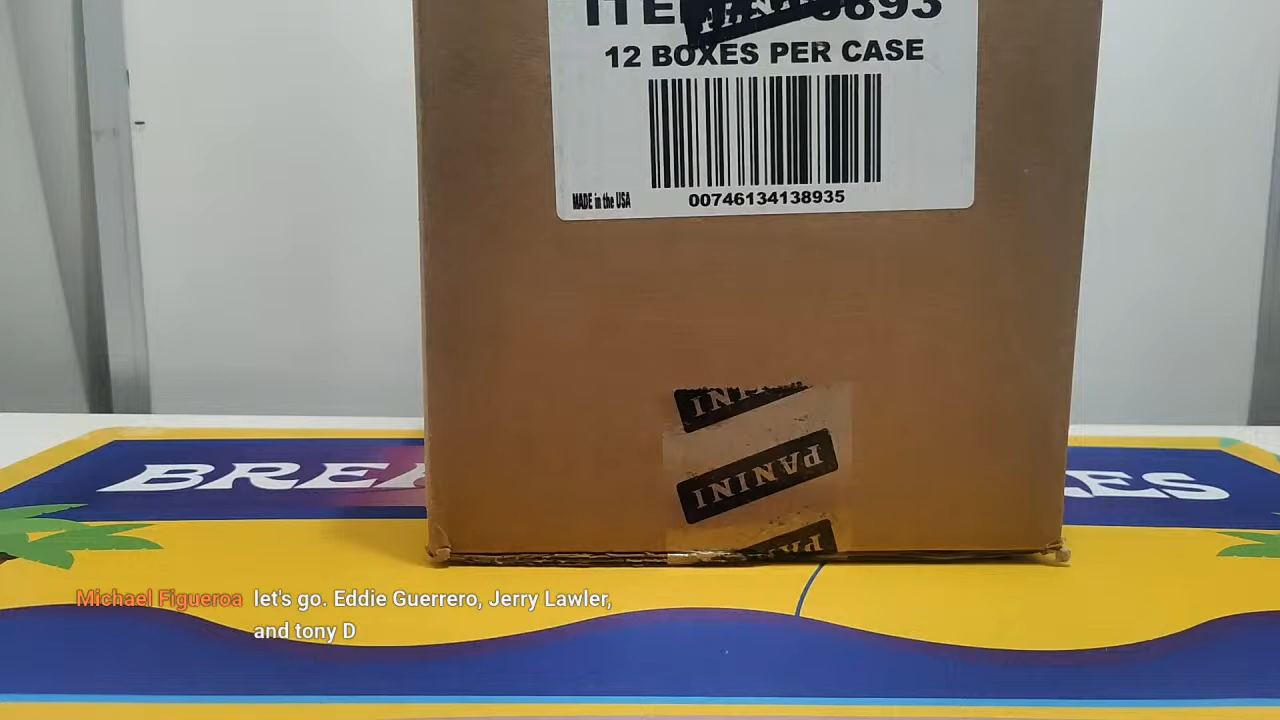 12 BOXES PER CASE
MADE in the USA
00746134138935
PANINI
Michael Figueroa let's go. Eddie Guerrero, Jerry Lawler,
and tony D